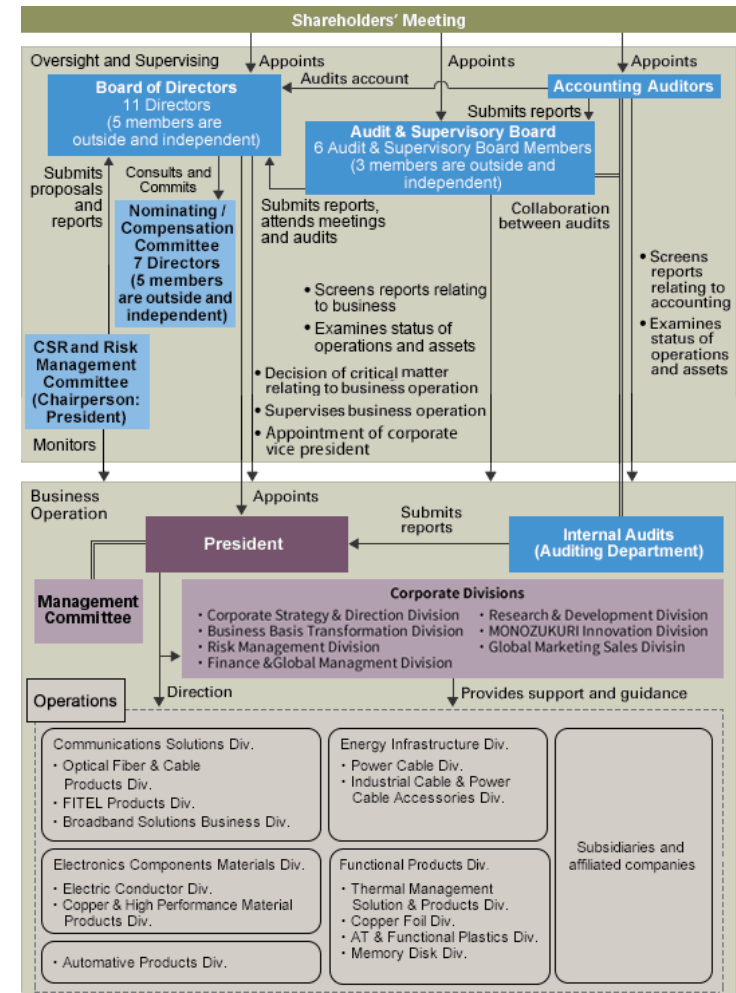 Shareholders' Meeting
Oversight and Supervising
Appoints
Appoints
Appoints
Audits account
Board of Directors
11 Directors
(5 members are
outside and independent)
Accounting Auditors
Submits reports
Audit & Supervisory Board
6 Audit & Supervisory Board Members
(3 members are outside and
independent)
Submits
proposals
and
reports
Consults and
Commits
Nominating /
Compensation
Committee
7 Directors
(5 members
are outside and
independent)
Submits reports,
attends meetings
and audits
Collaboration
between audits
• Screens reports relating
to business
• Examines status of
operations and assets
• Screens
reports
relating to
accounting
• Examines
status of
operations
and assets
CSR and Risk
Management
Committee
(Chairperson:
President)
• Decision of critical matter
relating to business operation
• Supervises business operation
• Appointment of corporate
vice president
Monitors
Business
Operation
Appoints
President
Submits
reports
Internal Audits
(Auditing Department)
Management
Committee
Corporate Divisions
・Corporate Strategy & Direction Division
・Business Basis Transformation Division
・Risk Management Division
・Finance &Global Managment Division
・Research & Development Division
・MONOZUKURI Innovation Division
・Global Marketing Sales Divisin
Direction
Provides support and guidance
Operations
Communications Solutions Div.
・Optical Fiber & Cable
Products Div.
・FITEL Products Div.
・Broadband Solutions Business Div.
Energy Infrastructure Div.
・Power Cable Div.
・Industrial Cable & Power
Cable Accessories Div.
Electronics Components Materials Div.
・Electric Conductor Div.
・Copper & High Performance Material
Products Div.
Functional Products Div.
・Thermal Management
Solution & Products Div.
・Copper Foil Div.
・AT & Functional Plastics Div.
・Memory Disk Div.
・Automative Products Div.
Subsidiaries and
affiliated companies